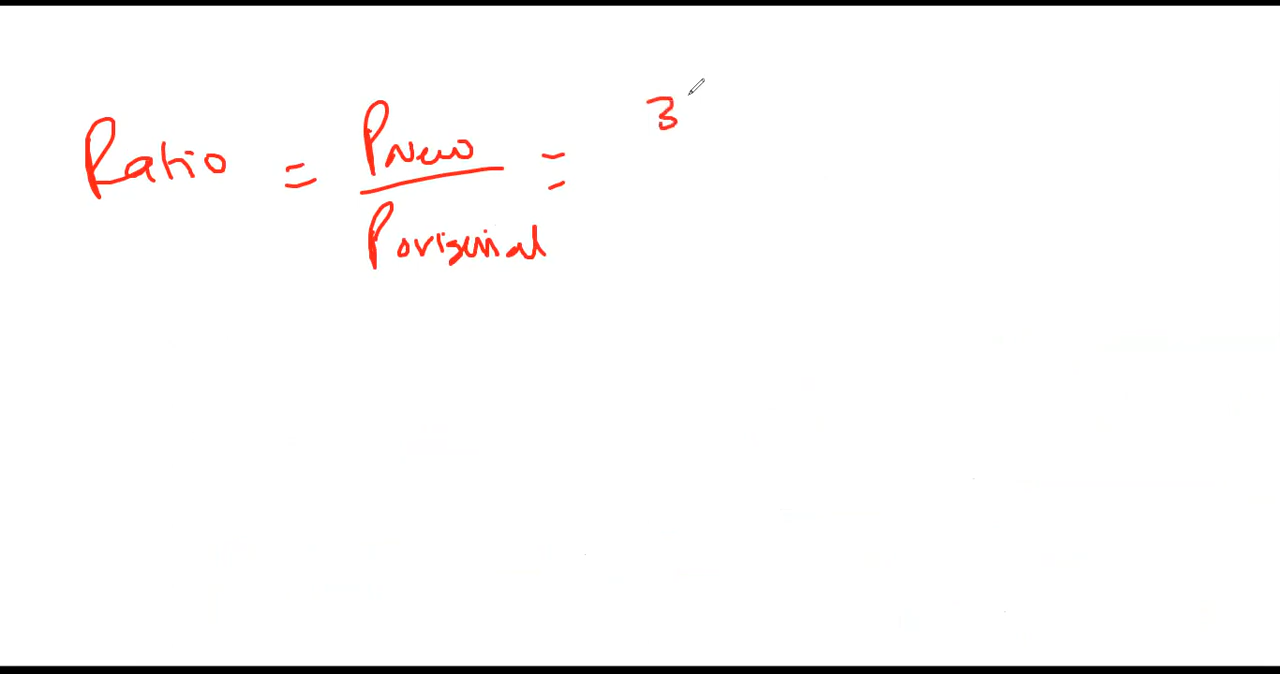 Ratio = PNew / Poriginal = 3